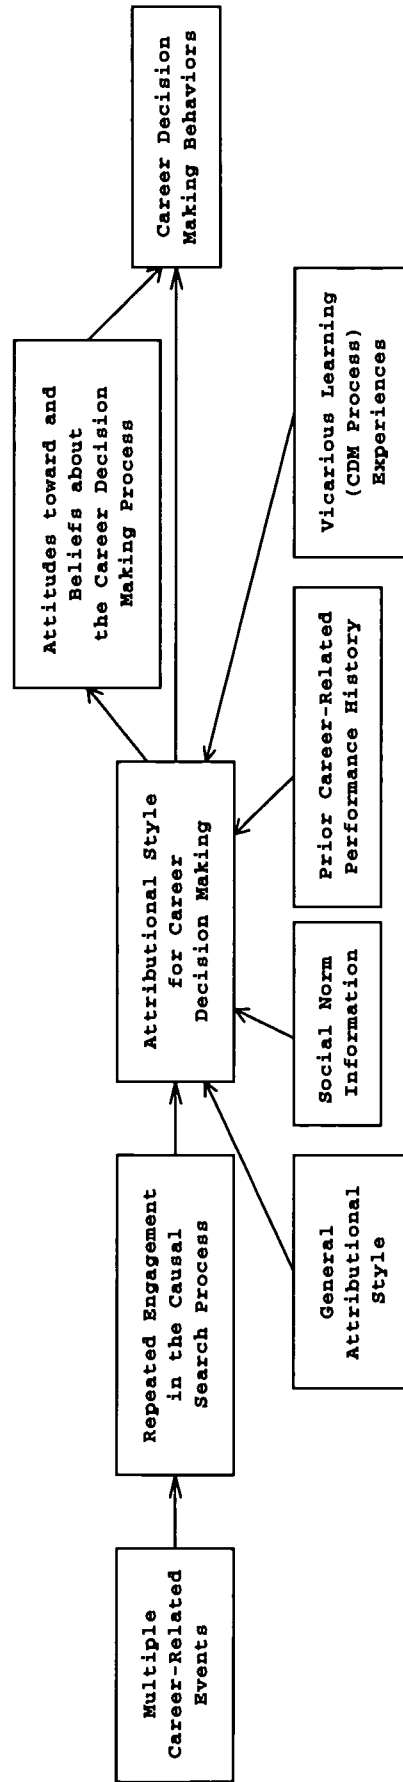 Multiple
Career-Related
Events
Repeated Engagement
in the Causal
Search Process
Attributional Style
for Career
Decision Making
Attitudes toward and
Beliefs about
the Career Decision
Making Process
Career Decision
Making Behaviors
General
Attributional
Style
Social Norm
Information
Prior Career-Related
Performance History
Vicarious Learning
(CDM Process)
Experiences